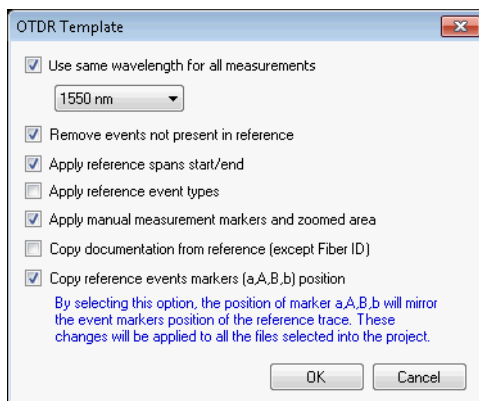 OTDR Template
Use same wavelength for all measurements
1550 nm
Remove events not present in reference
Apply reference spans start/end
Apply reference event types
Apply manual measurement markers and zoomed area
Copy documentation from reference (except Fiber ID)
Copy reference events markers (a,A,B,b) position
By selecting this option, the position of marker a,A,B,b will mirror
the event markers position of the reference trace. These
changes will be applied to all the files selected into the project.
OK Cancel